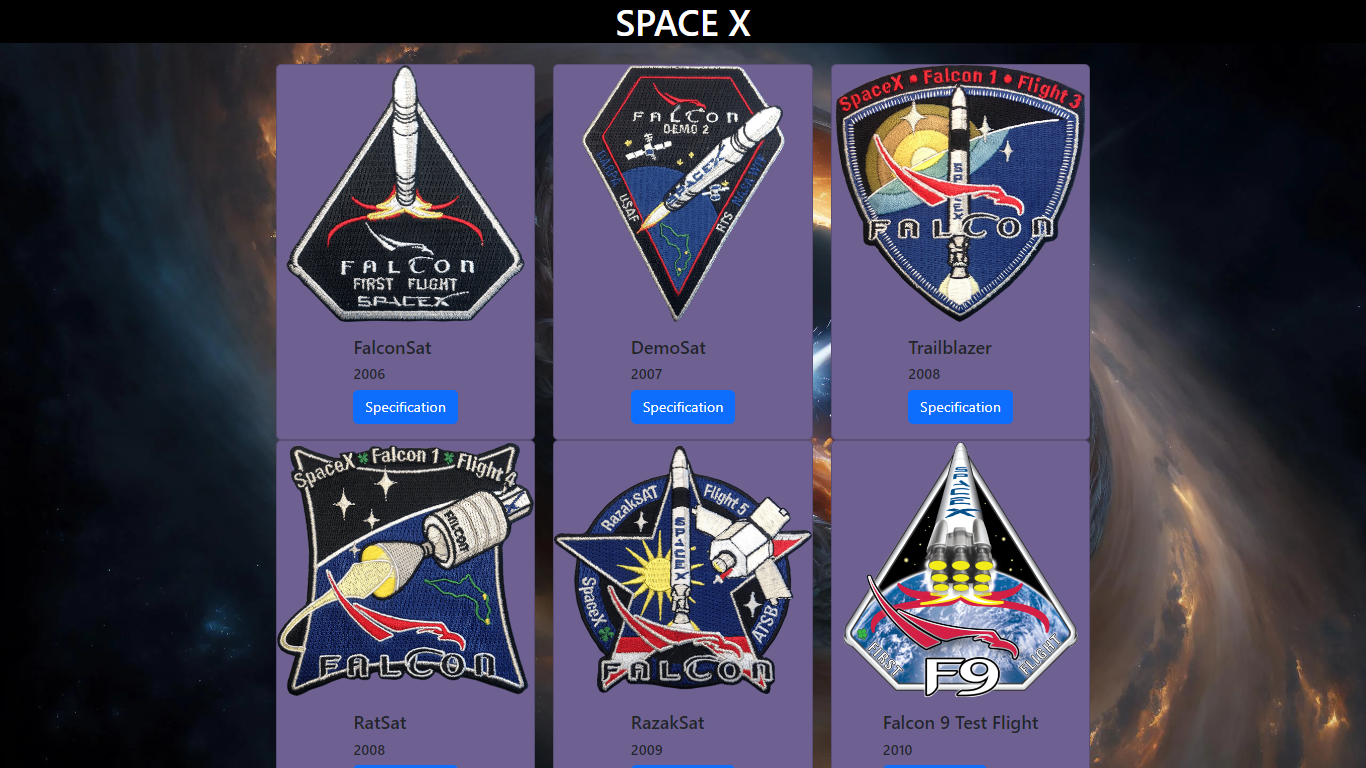 SPACE X
FALCON
FIRST FLIGHT
SPACEX
FalconSat
2006
Specification
FALCON
DEMO 2
SPACEX
USAF
RTS
DemoSat
2007
Specification
SpaceX • Falcon 1 • Flight 3
SPACEX
FALCON
Trailblazer
2008
Specification
SpaceX Falcon 1 Flight 4
FALCON
RatSat
2008
RazakSAT Flight 5
SPACEX
SpaceX
ATSB
FALCON
RazakSat
2009
SPACEX
FIRST FLIGHT
F9
Falcon 9 Test Flight
2010